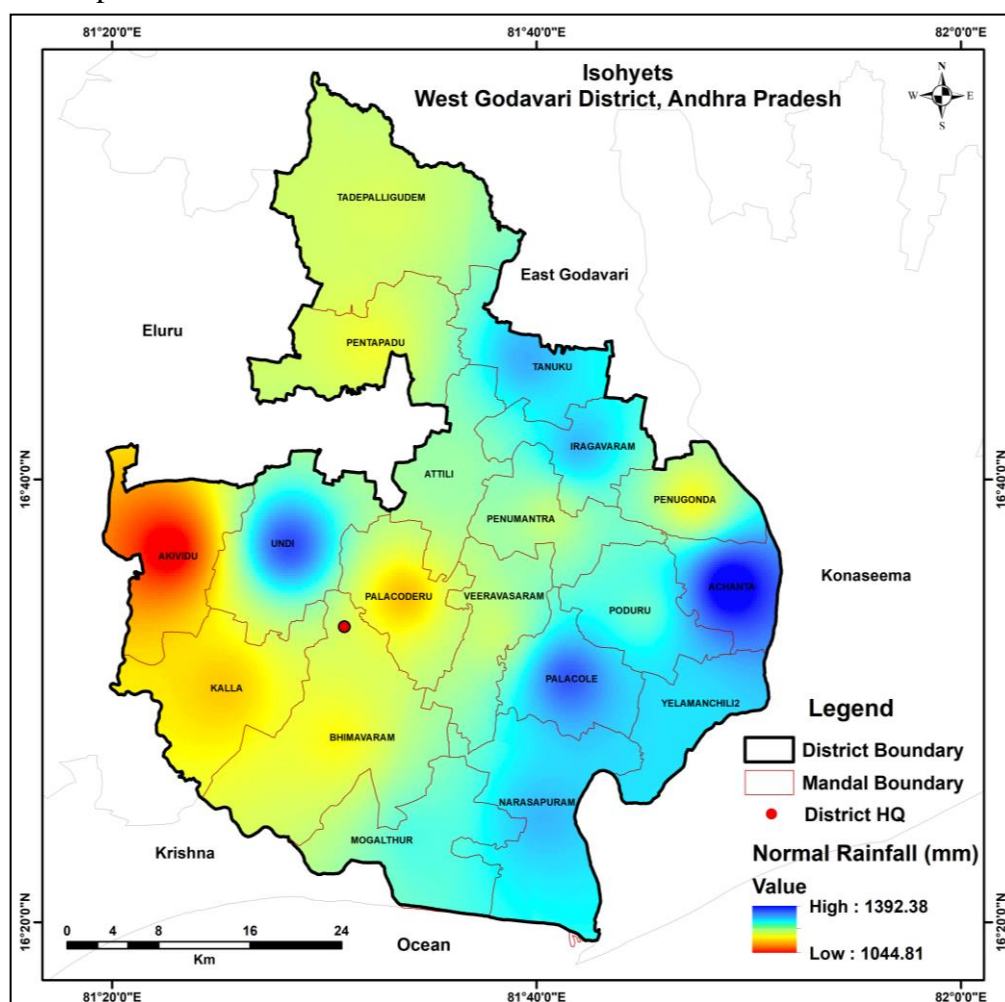 81°20'0"E 81°40'0"E 82°0'0"E
Isohyets
West Godavari District, Andhra Pradesh
N
W E
S
TADEPALLIGUDEM
East Godavari
Eluru
PENTAPADU
TANUKU
IRAGAVARAM
16°40'0"N
ATTILI
16°40'0"N
PENUGONDA
PENUMANTRA
UNDI
AKIVIDU
Konaseema
ACHANTA
PALACODERU
VEERAVASARAM
PODURU
PALACOLE
KALLA
YELAMANCHILI2
Legend
BHIMAVARAM
District Boundary
Mandal Boundary
NARASAPURAM
District HQ
MOGALTHUR
Krishna
Normal Rainfall (mm)
Value
High : 1392.38
Low : 1044.81
16°20'0"N
16°20'0"N
0 4 8 16 24
Km
Ocean
81°20'0"E 81°40'0"E 82°0'0"E